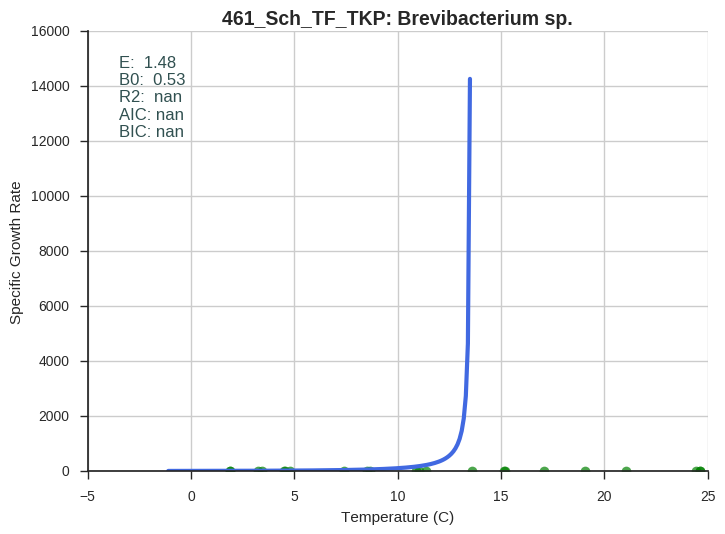 461_Sch_TF_TKP: Brevibacterium sp.
16000
14000
12000
10000
8000
6000
4000
2000
0
E:  1.48
B0:  0.53
R2:  nan
AIC: nan
BIC: nan
Specific Growth Rate
−5 0 5 10 15 20 25
Temperature (C)